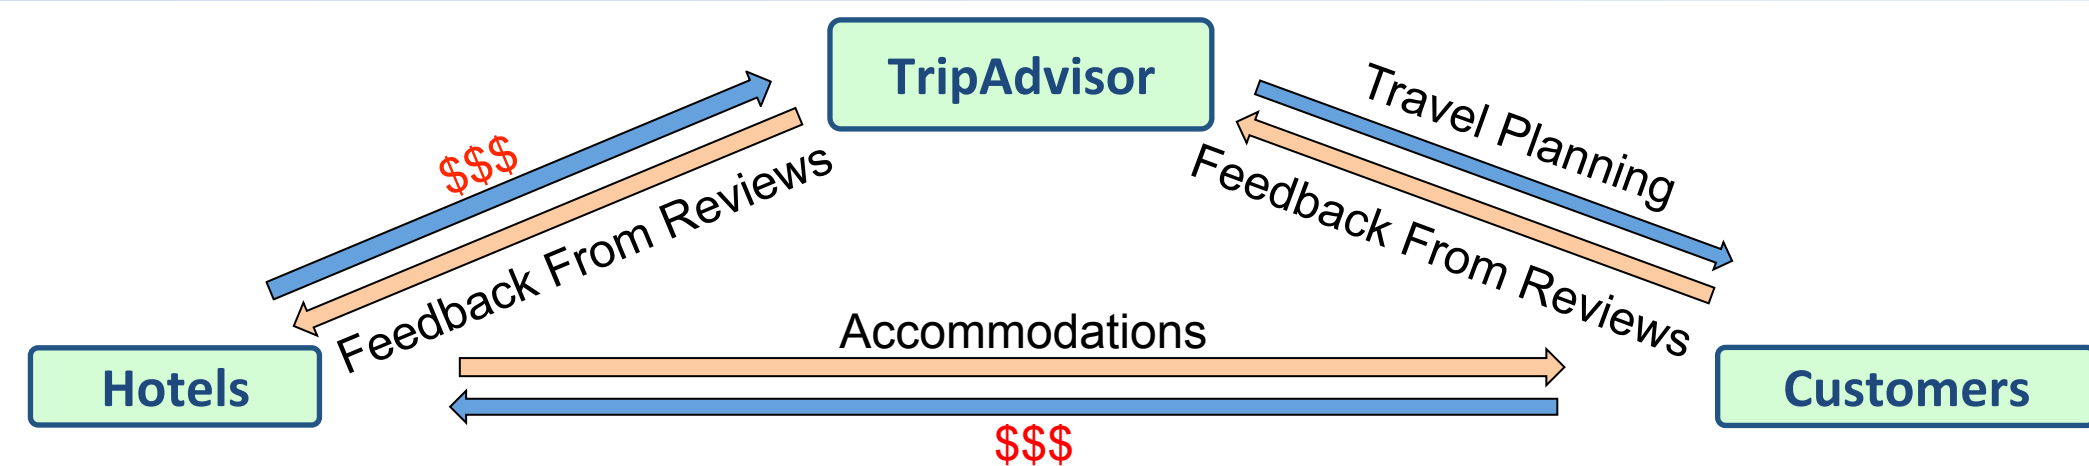 TripAdvisor
$$$
Travel Planning
Feedback From Reviews
Feedback From Reviews
Accommodations
Hotels
Customers
$$$